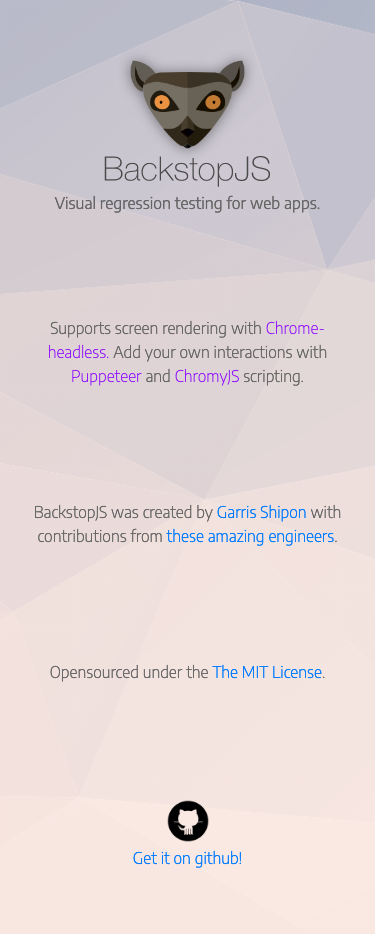 BackstopJS
Visual regression testing for web apps.
Supports screen rendering with Chrome-
headless. Add your own interactions with
Puppeteer and ChromyJS scripting.
BackstopJS was created by Garris Shipon with
contributions from these amazing engineers.
Opensourced under the The MIT License.
Get it on github!